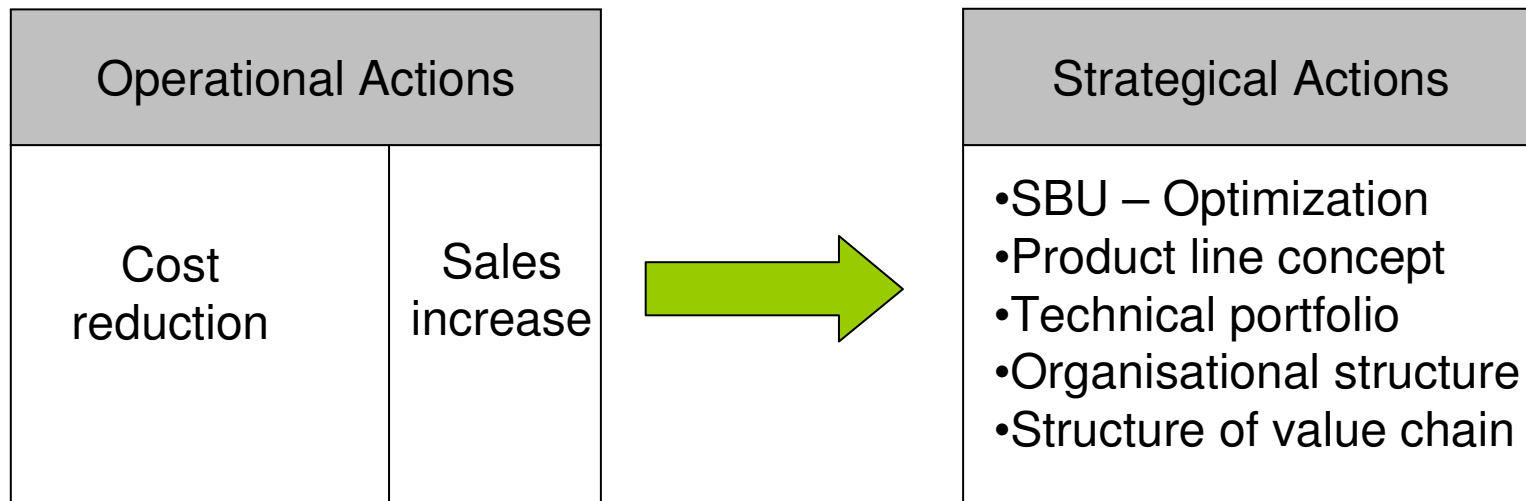 Operational Actions
Cost
reduction
Sales
increase
Strategical Actions
•SBU – Optimization
•Product line concept
•Technical portfolio
•Organisational structure
•Structure of value chain